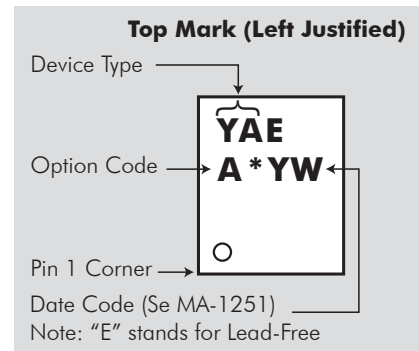 Top Mark (Left Justified)
Device Type
YAE
Option Code
A*YW
Pin 1 Corner
Date Code (Se MA-1251)
Note: “E” stands for Lead-Free